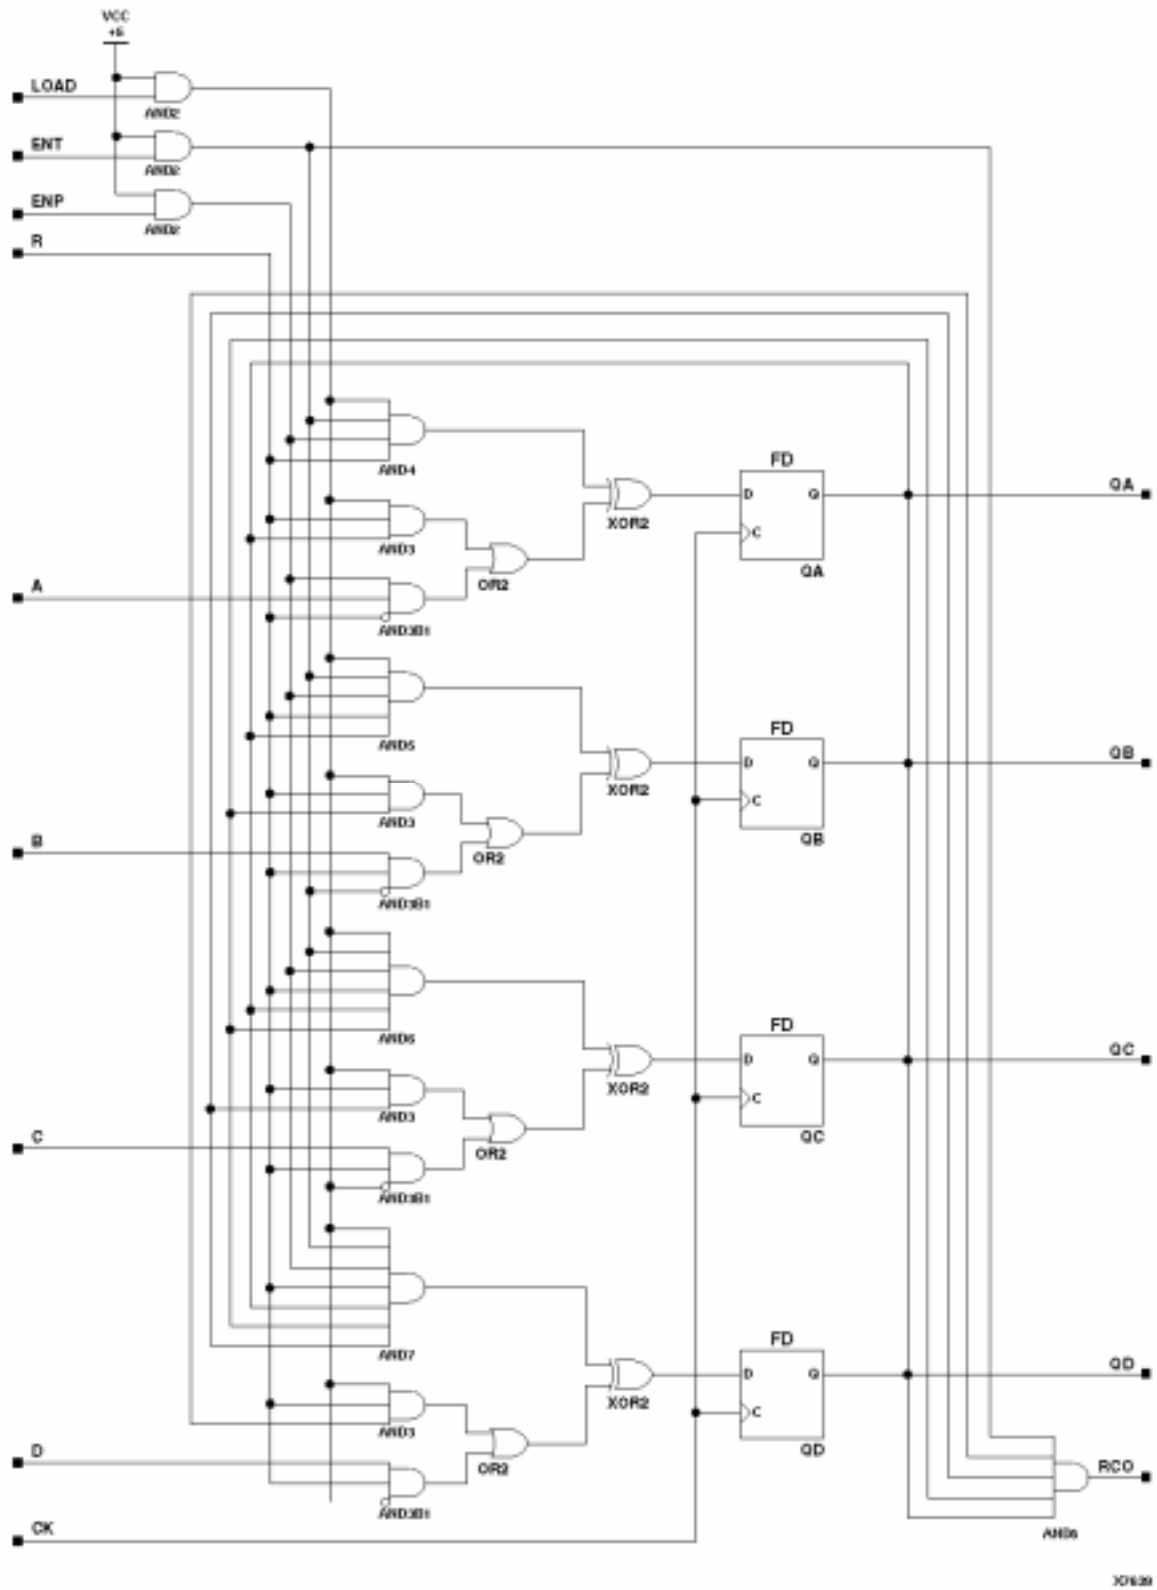 VCC
+5
LOAD
AND2
ENT
AND2
ENP
AND2
R
AND4
FD
D Q
QA
XOR2
C
AND3
QA
OR2
A
AND3B1
AND5
FD
QB
D Q
XOR2
C
AND3
QB
B
OR2
AND3B1
FD
AND6
QC
D Q
XOR2
C
AND3
QC
C
OR2
AND3B1
FD
AND7
QD
D Q
XOR2
C
AND3
QD
D
OR2
RCO
AND3B1
CK